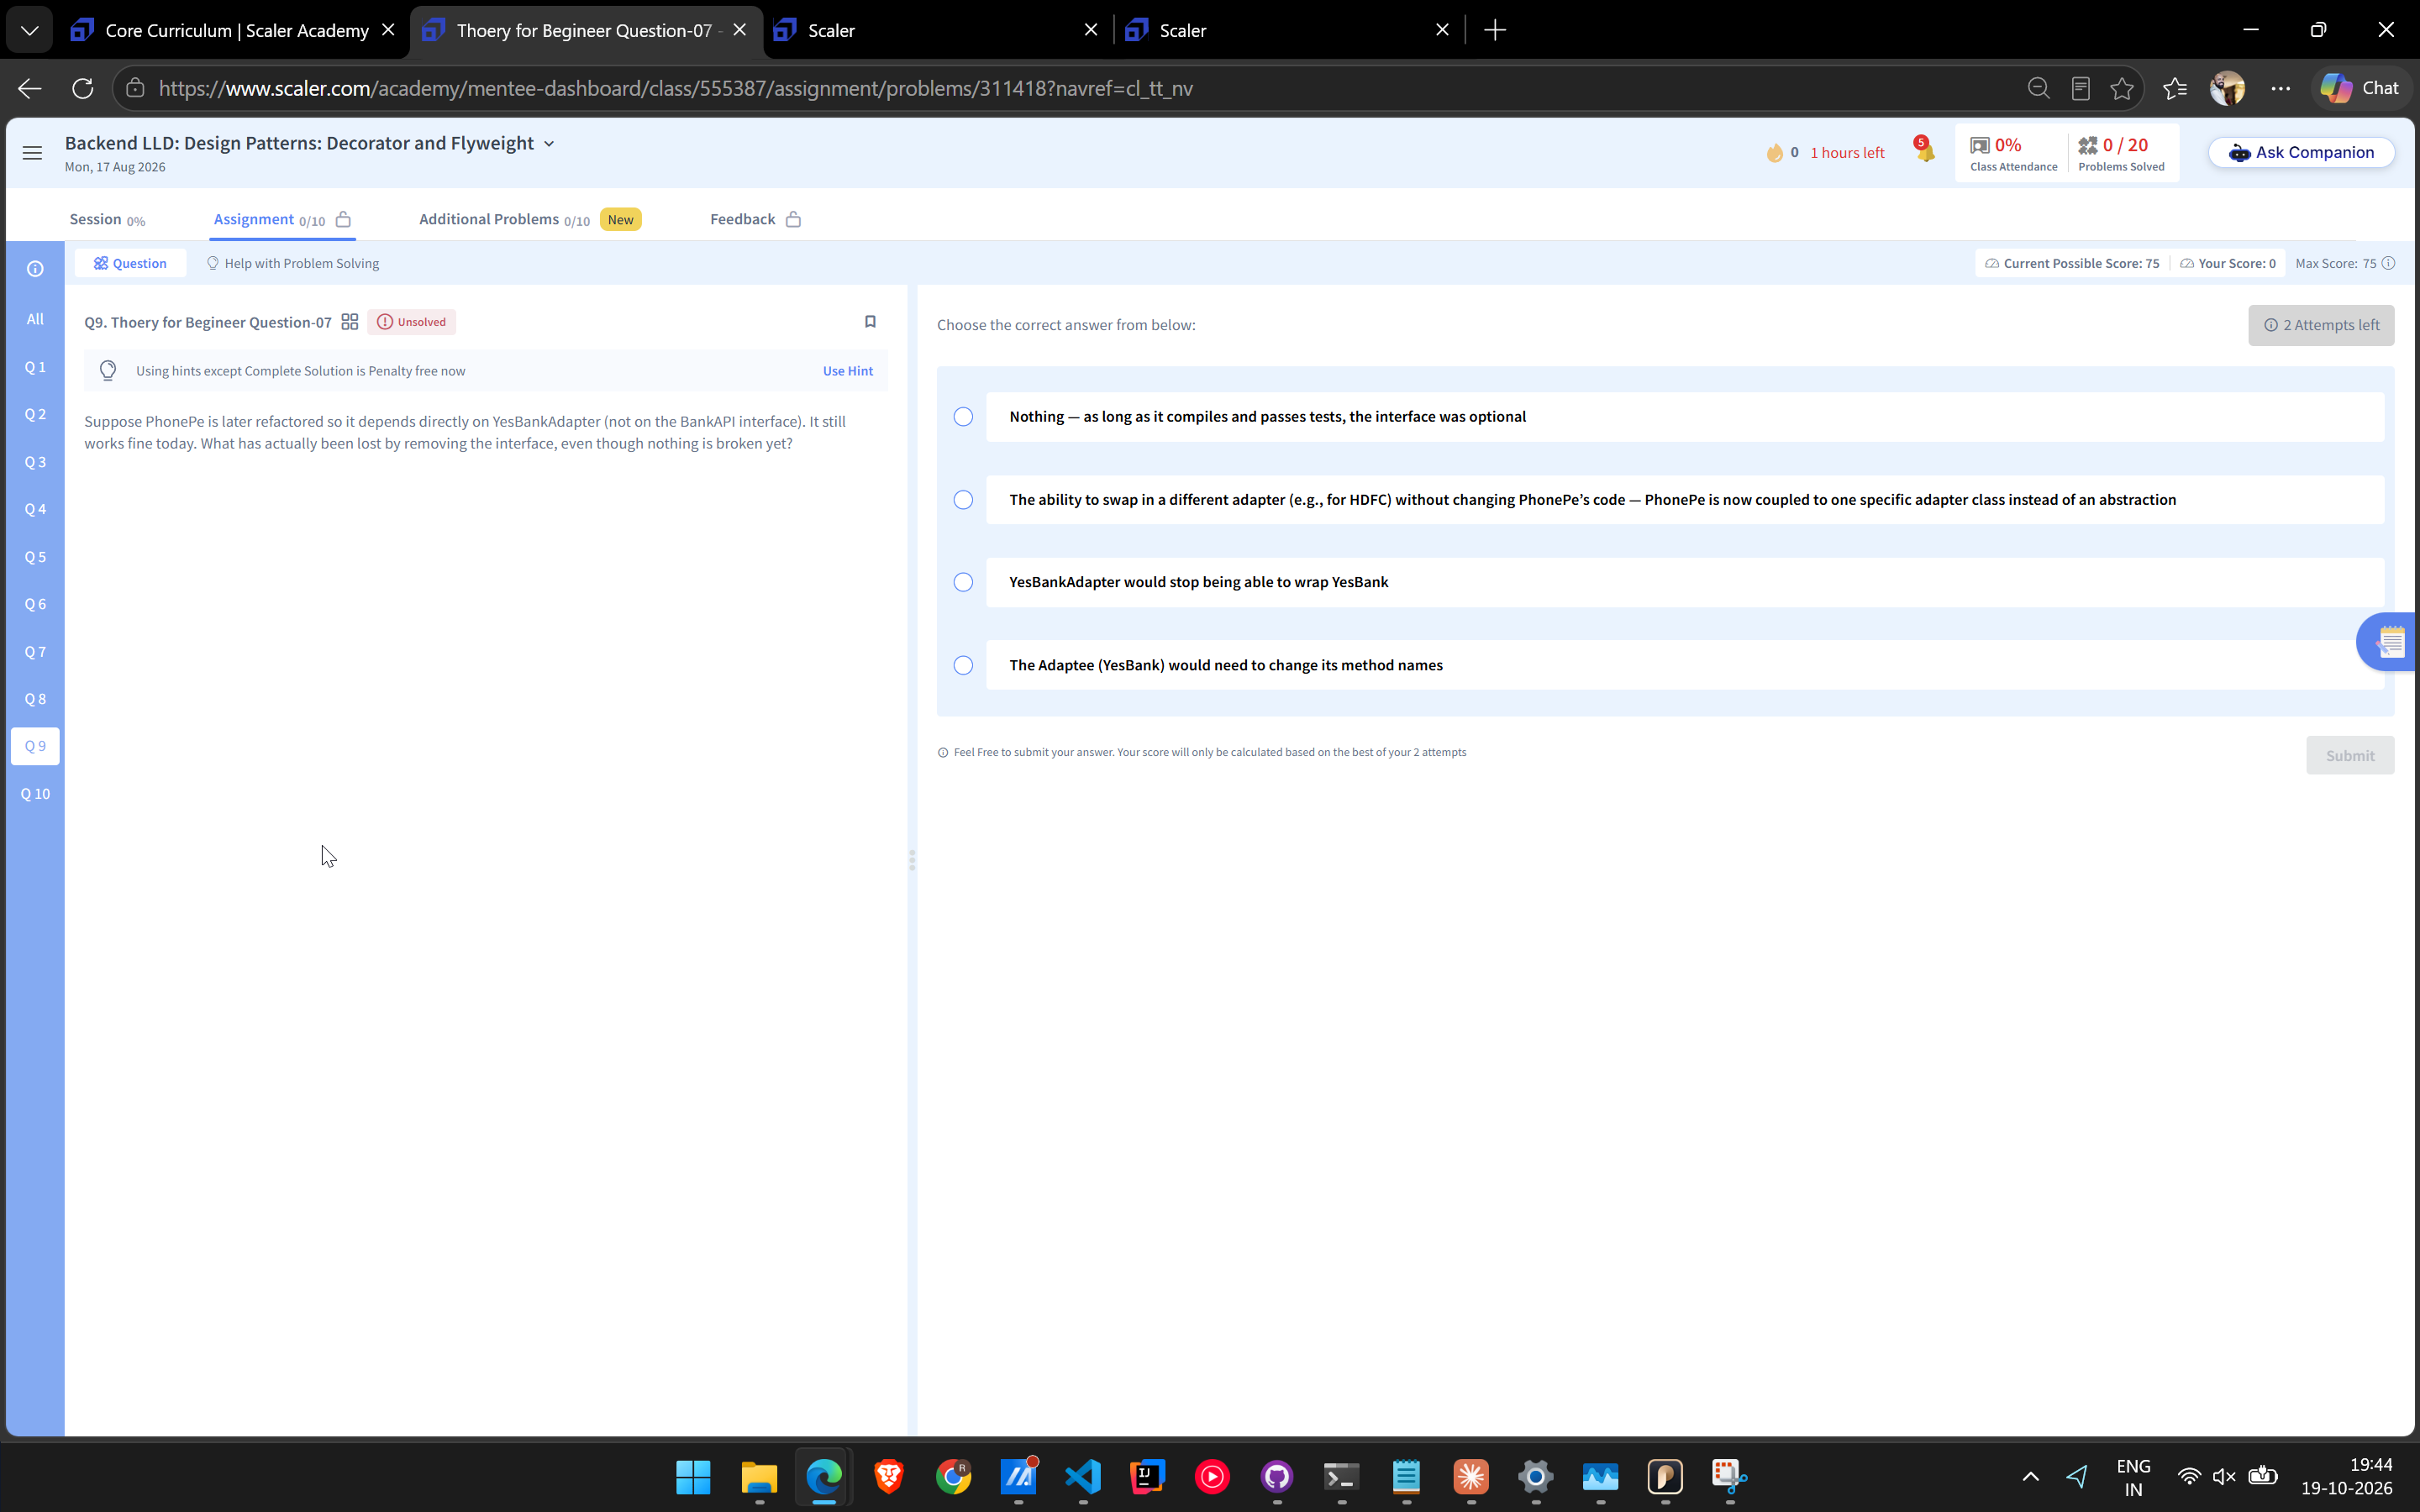 Core Curriculum | Scaler Academy
Thoery for Begineer Question-07 -
Scaler
Scaler
https://www.scaler.com/academy/mentee-dashboard/class/555387/assignment/problems/311418?navref=cl_tt_nv
Chat
Backend LLD: Design Patterns: Decorator and Flyweight
Mon, 17 Aug 2026
0 1 hours left
5
0%
Class Attendance
0 / 20
Problems Solved
Ask Companion
Session 0%
Assignment 0/10
Additional Problems 0/10 New
Feedback
Question
Help with Problem Solving
Current Possible Score: 75
Your Score: 0
Max Score: 75
All
Q 1
Q 2
Q 3
Q 4
Q 5
Q 6
Q 7
Q 8
Q 9
Q 10
Q9. Thoery for Begineer Question-07
Unsolved
Using hints except Complete Solution is Penalty free now
Use Hint
Suppose PhonePe is later refactored so it depends directly on YesBankAdapter (not on the BankAPI interface). It still
works fine today. What has actually been lost by removing the interface, even though nothing is broken yet?
Choose the correct answer from below:
2 Attempts left
Nothing — as long as it compiles and passes tests, the interface was optional
The ability to swap in a different adapter (e.g., for HDFC) without changing PhonePe’s code — PhonePe is now coupled to one specific adapter class instead of an abstraction
YesBankAdapter would stop being able to wrap YesBank
The Adaptee (YesBank) would need to change its method names
Feel Free to submit your answer. Your score will only be calculated based on the best of your 2 attempts
Submit
R
IJ
ENG
IN
19:44
19-10-2026